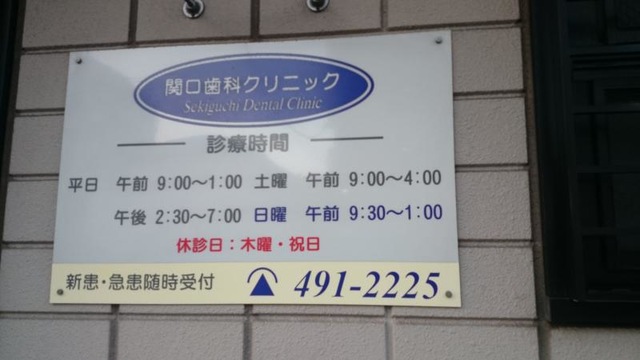 関口歯科クリニック
Sekiguchi Dental Clinic
診療時間
平日 午前 9:00〜1:00 土曜 午前 9:00〜4:00
午後 2:30〜7:00 日曜 午前 9:30〜1:00
休診日:木曜・祝日
新患・急患随時受付 491-2225